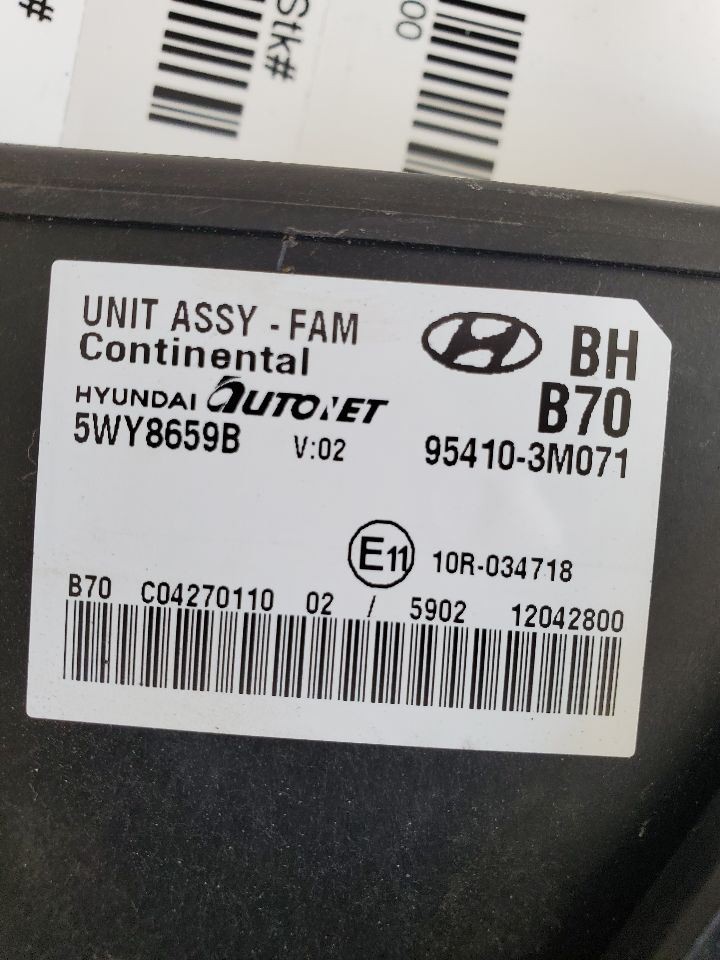 #
Stk#
00
UNIT ASSY - FAM
Continental
HYUNDAI AUTONET
5WY8659B V:02
BH
B70
95410-3M071
E11 10R-034718
B70 C04270110 02 / 5902 12042800